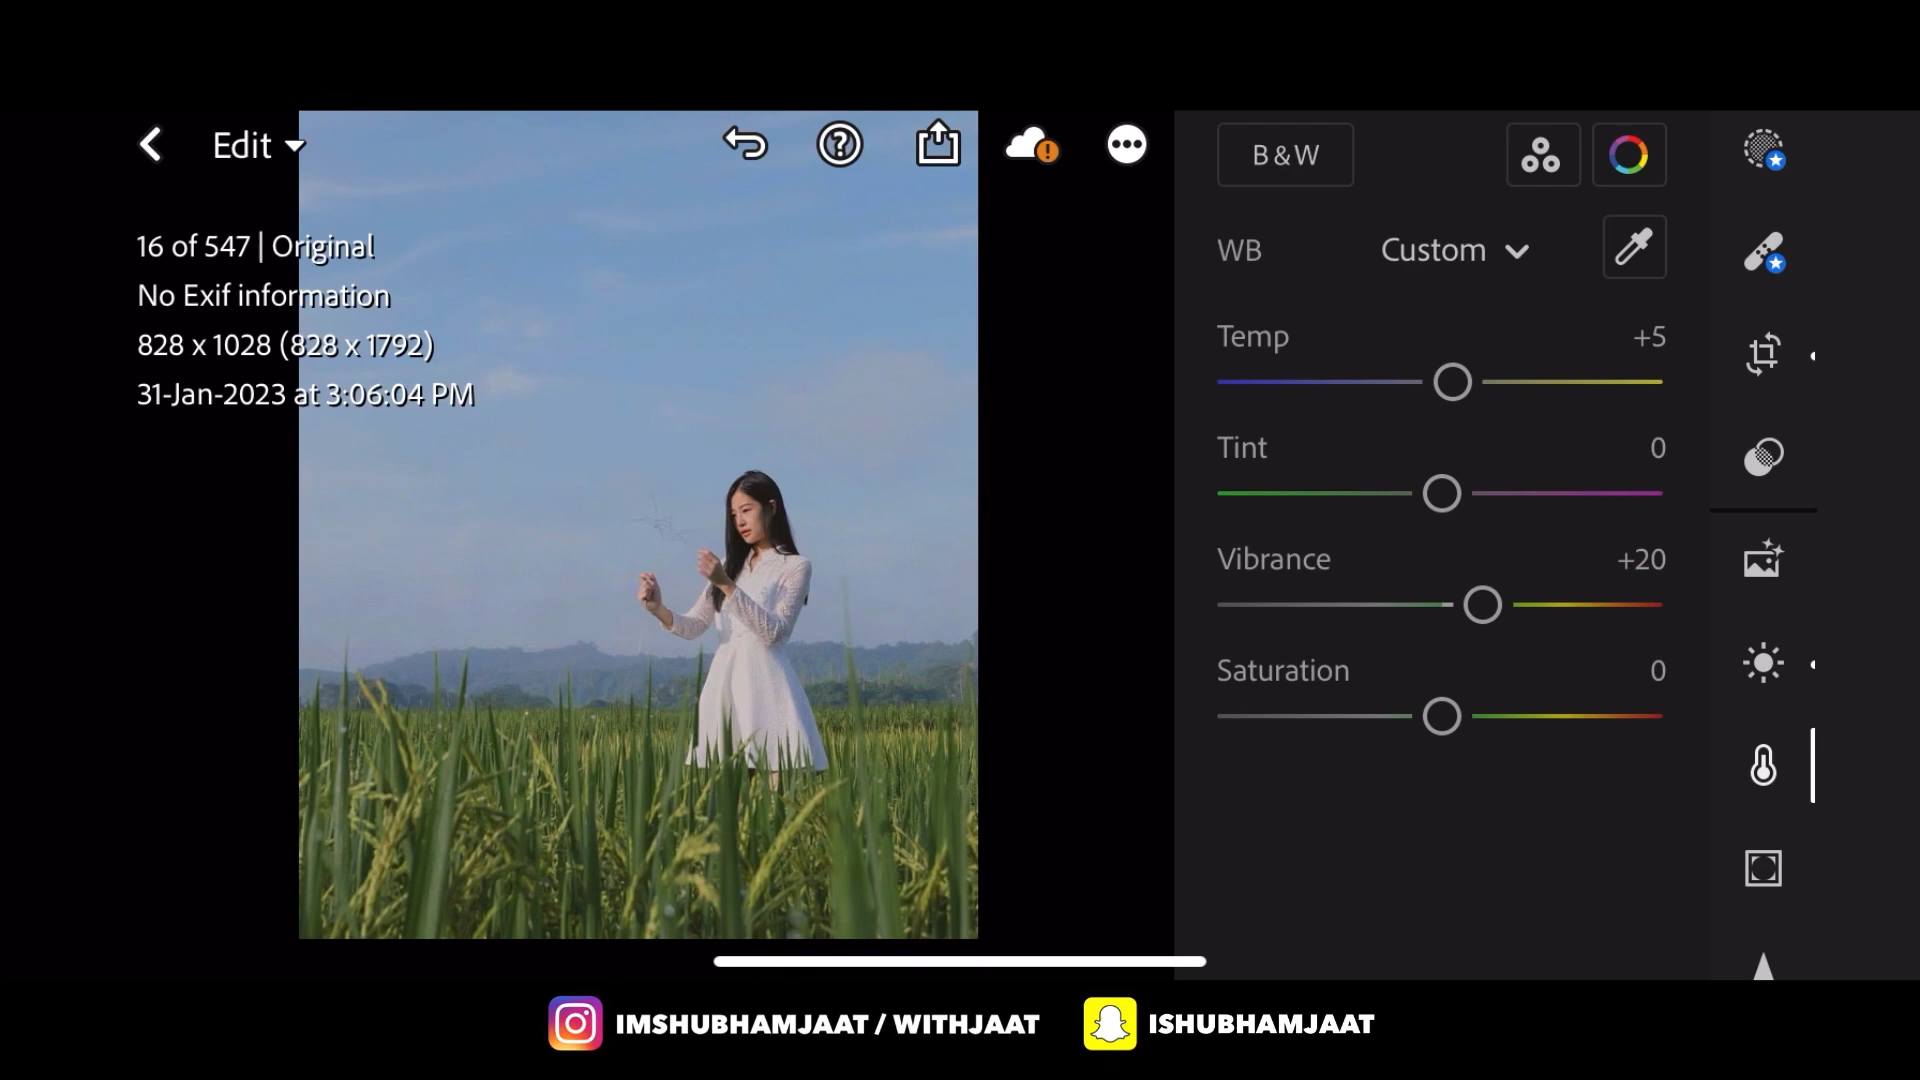 Edit
16 of 547 | Original
No Exif information
828 x 1028 (828 x 1792)
31-Jan-2023 at 3:06:04 PM
B&W
WB Custom
Temp +5
Tint 0
Vibrance +20
Saturation 0
IMSHUBHAMJAAT / WITHJAAT ISHUBHAMJAAT